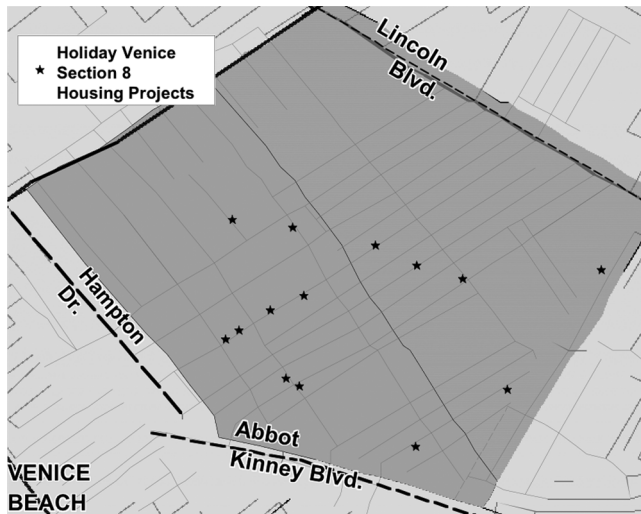 Holiday Venice
Section 8
Housing Projects
Lincoln
Blvd.
Hampton
Dr.
Abbot
Kinney Blvd.
VENICE
BEACH